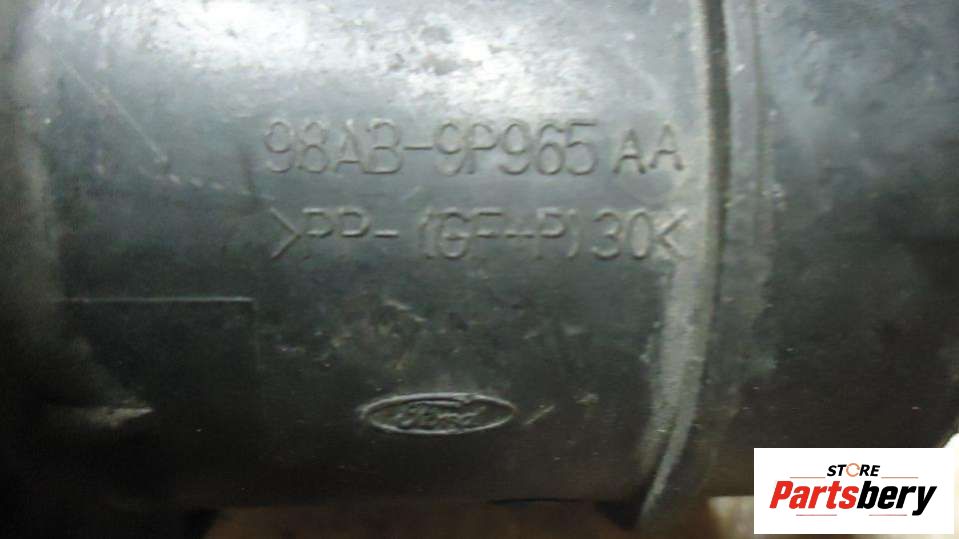 98AB-9P965 AA
>PP-(GF+P)30<
Ford
STORE
Partsbery